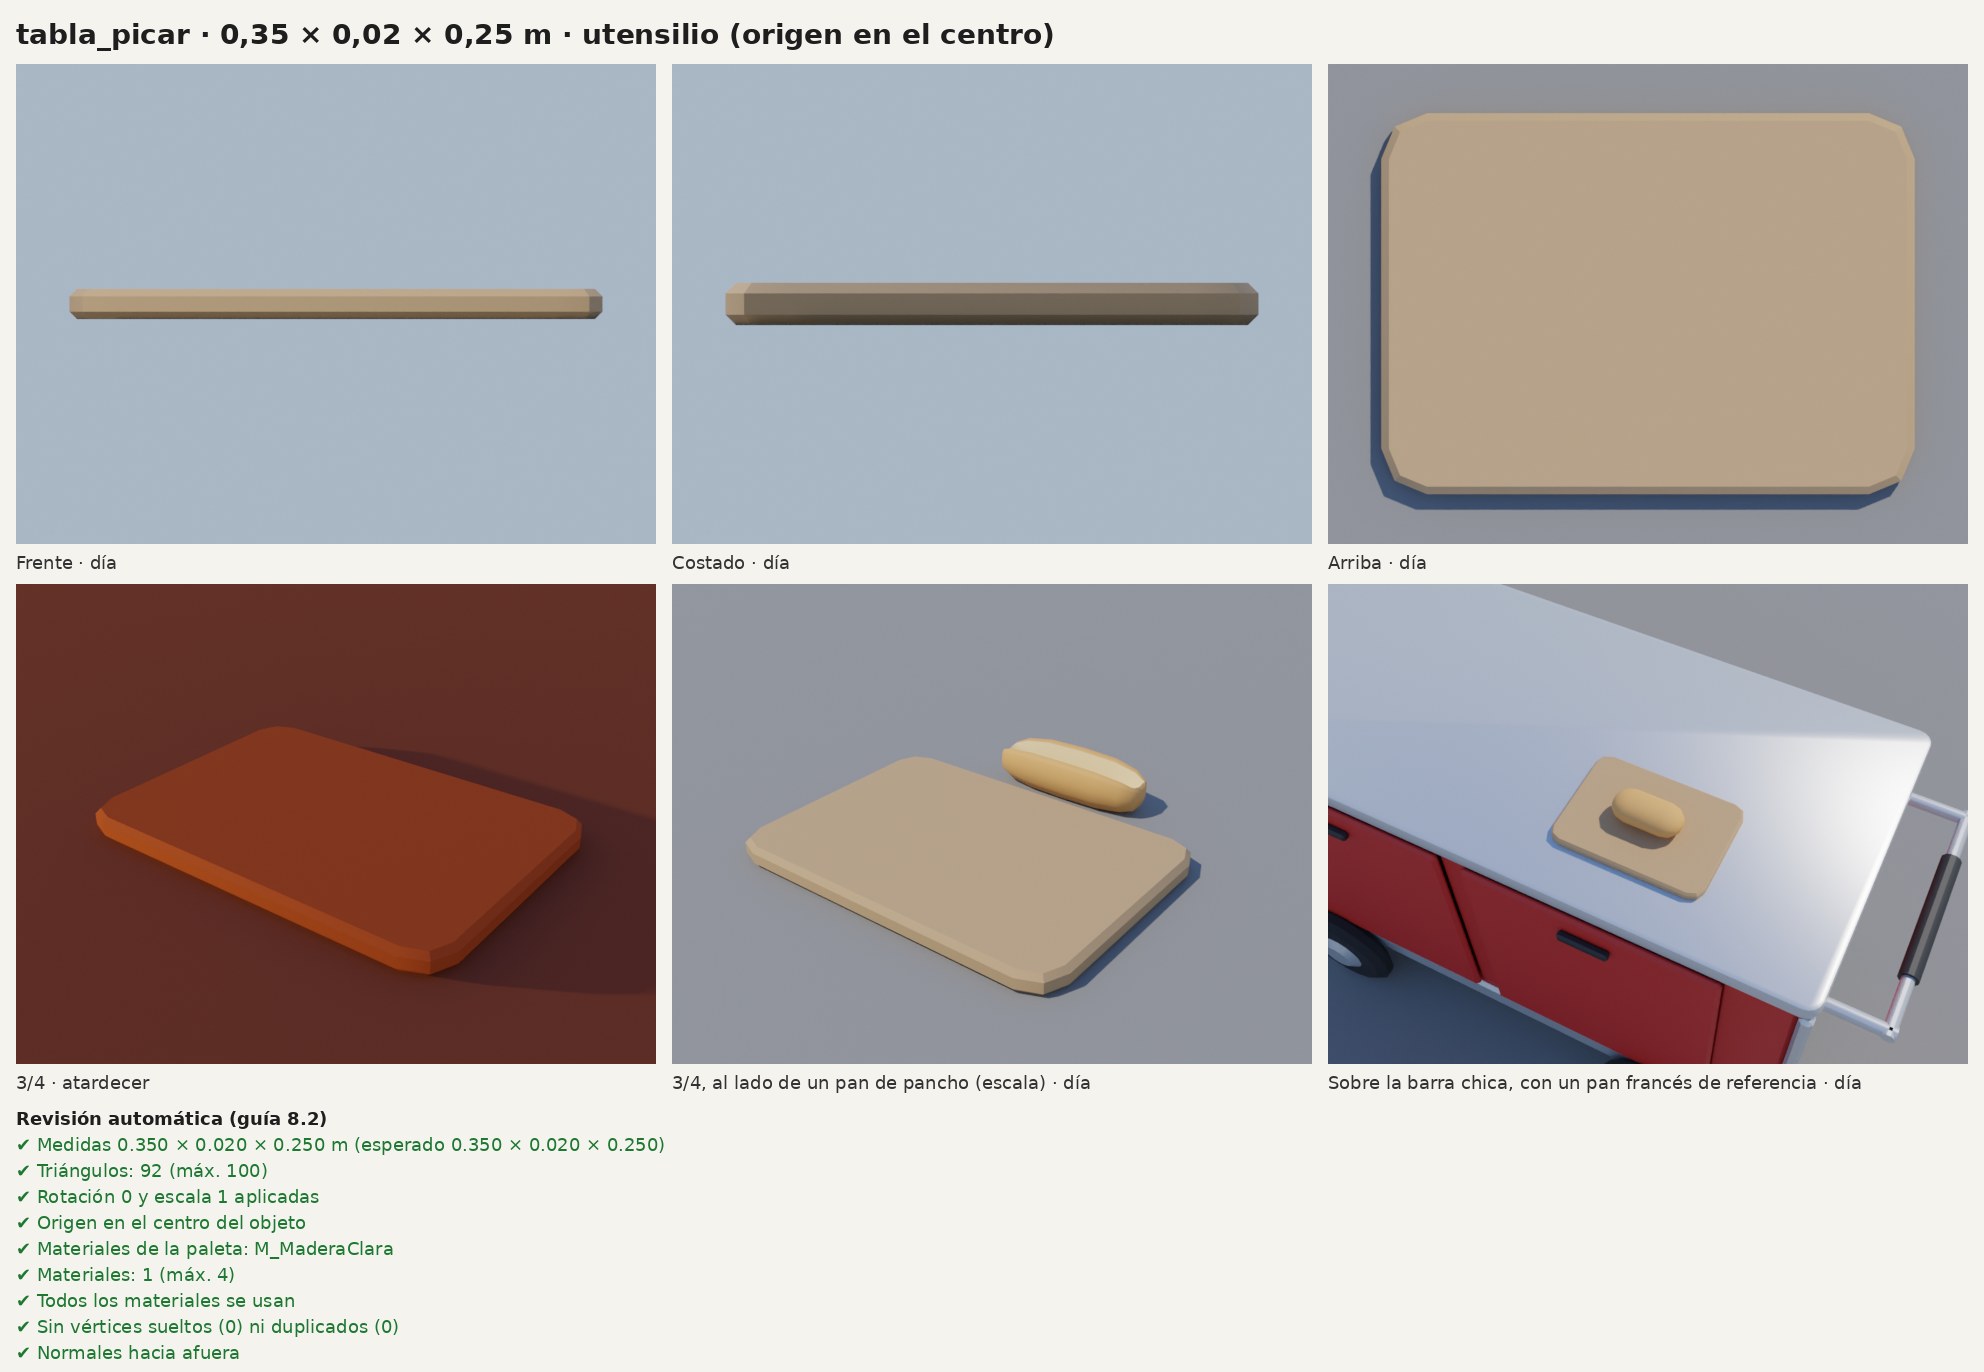 tabla_picar · 0,35 × 0,02 × 0,25 m · utensilio (origen en el centro)
Frente · día
Costado · día
Arriba · día
3/4 · atardecer
3/4, al lado de un pan de pancho (escala) · día
Sobre la barra chica, con un pan francés de referencia · día
Revisión automática (guía 8.2)
✔ Medidas 0.350 × 0.020 × 0.250 m (esperado 0.350 × 0.020 × 0.250)
✔ Triángulos: 92 (máx. 100)
✔ Rotación 0 y escala 1 aplicadas
✔ Origen en el centro del objeto
✔ Materiales de la paleta: M_MaderaClara
✔ Materiales: 1 (máx. 4)
✔ Todos los materiales se usan
✔ Sin vértices sueltos (0) ni duplicados (0)
✔ Normales hacia afuera